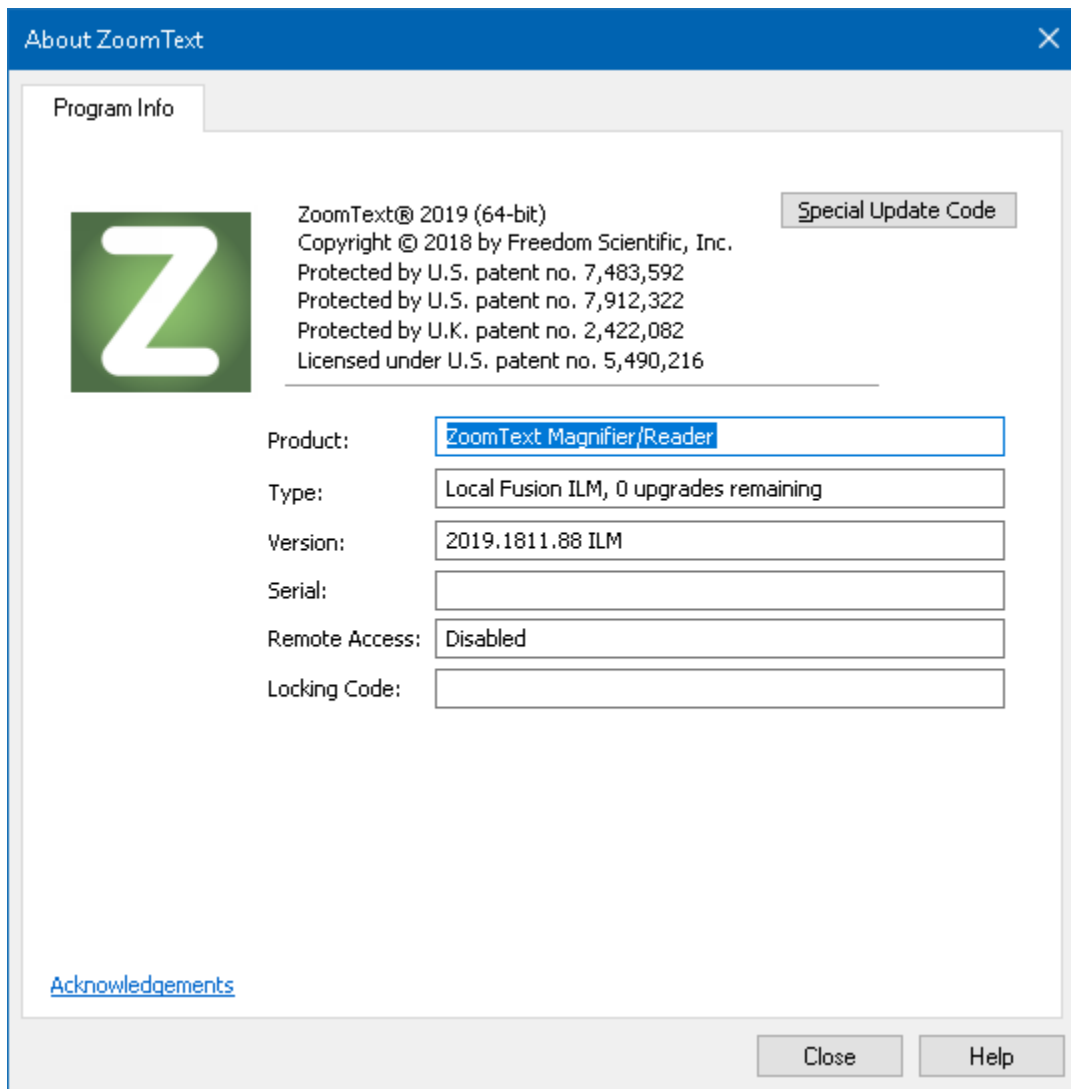 About ZoomText
Program Info
Z
ZoomText® 2019 (64-bit)
Special Update Code
Copyright © 2018 by Freedom Scientific, Inc.
Protected by U.S. patent no. 7,483,592
Protected by U.S. patent no. 7,912,322
Protected by U.K. patent no. 2,422,082
Licensed under U.S. patent no. 5,490,216
Product: ZoomText Magnifier/Reader
Type: Local Fusion ILM, 0 upgrades remaining
Version: 2019.1811.88 ILM
Serial:
Remote Access: Disabled
Locking Code:
Acknowledgements
Close Help